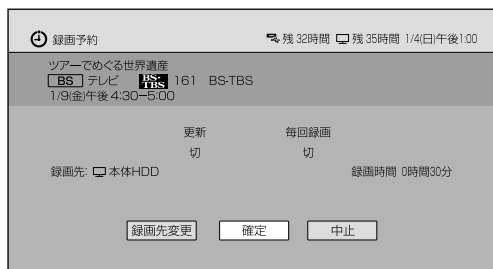 録画予約 残 32時間 残 35時間 1/4(日)午後1:00
ツアーでめぐる世界遺産
BS テレビ BS-TBS 161 BS-TBS
1/9(金)午後 4:30–5:00
更新 毎回録画
切 切
録画先: 本体HDD 録画時間 0時間30分
録画先変更 確定 中止